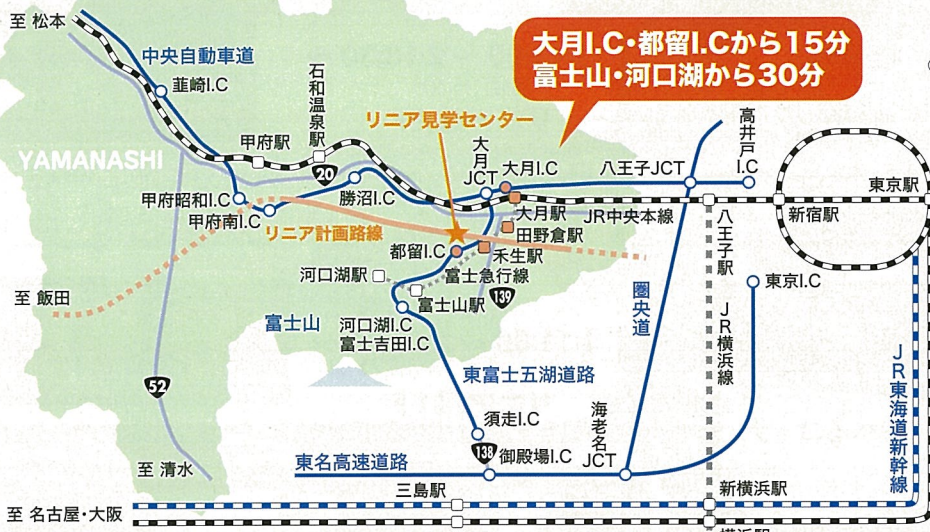 至 松本
中央自動車道
韮崎I.C
大月I.C・都留I.Cから15分
富士山・河口湖から30分
石和温泉駅
甲府駅
リニア見学センター
YAMANASHI
20
大月JCT
大月I.C
八王子JCT
高井戸I.C
東京駅
甲府昭和I.C
甲府南I.C
勝沼I.C
大月駅
JR中央本線
新宿駅
八王子駅
リニア計画路線
田野倉駅
都留I.C
禾生駅
河口湖駅
富士急行線
139
富士山駅
圏央道
東京I.C
至 飯田
富士山
河口湖I.C
富士吉田I.C
JR横浜線
JR東海道新幹線
52
東富士五湖道路
須走I.C
海老名JCT
138
御殿場I.C
至 清水
東名高速道路
三島駅
新横浜駅
至 名古屋・大阪